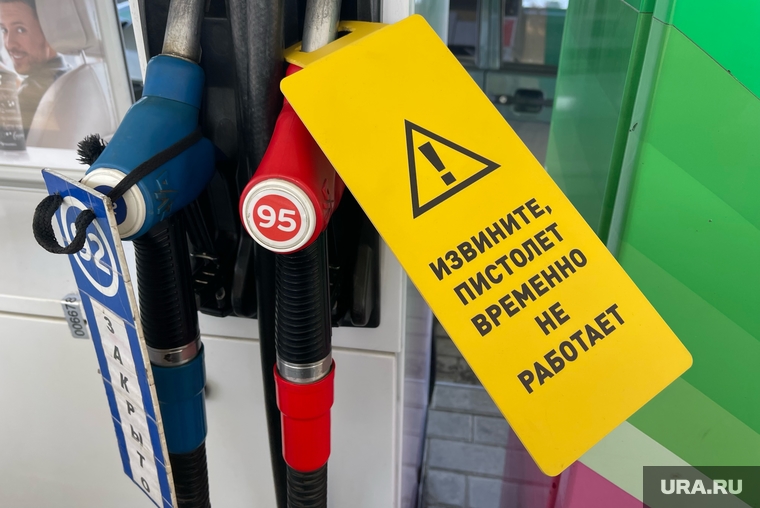 ИЗВИНИТЕ,
ПИСТОЛЕТ
ВРЕМЕННО
НЕ
РАБОТАЕТ
95
92
ЗАКРЫТО
URA.RU